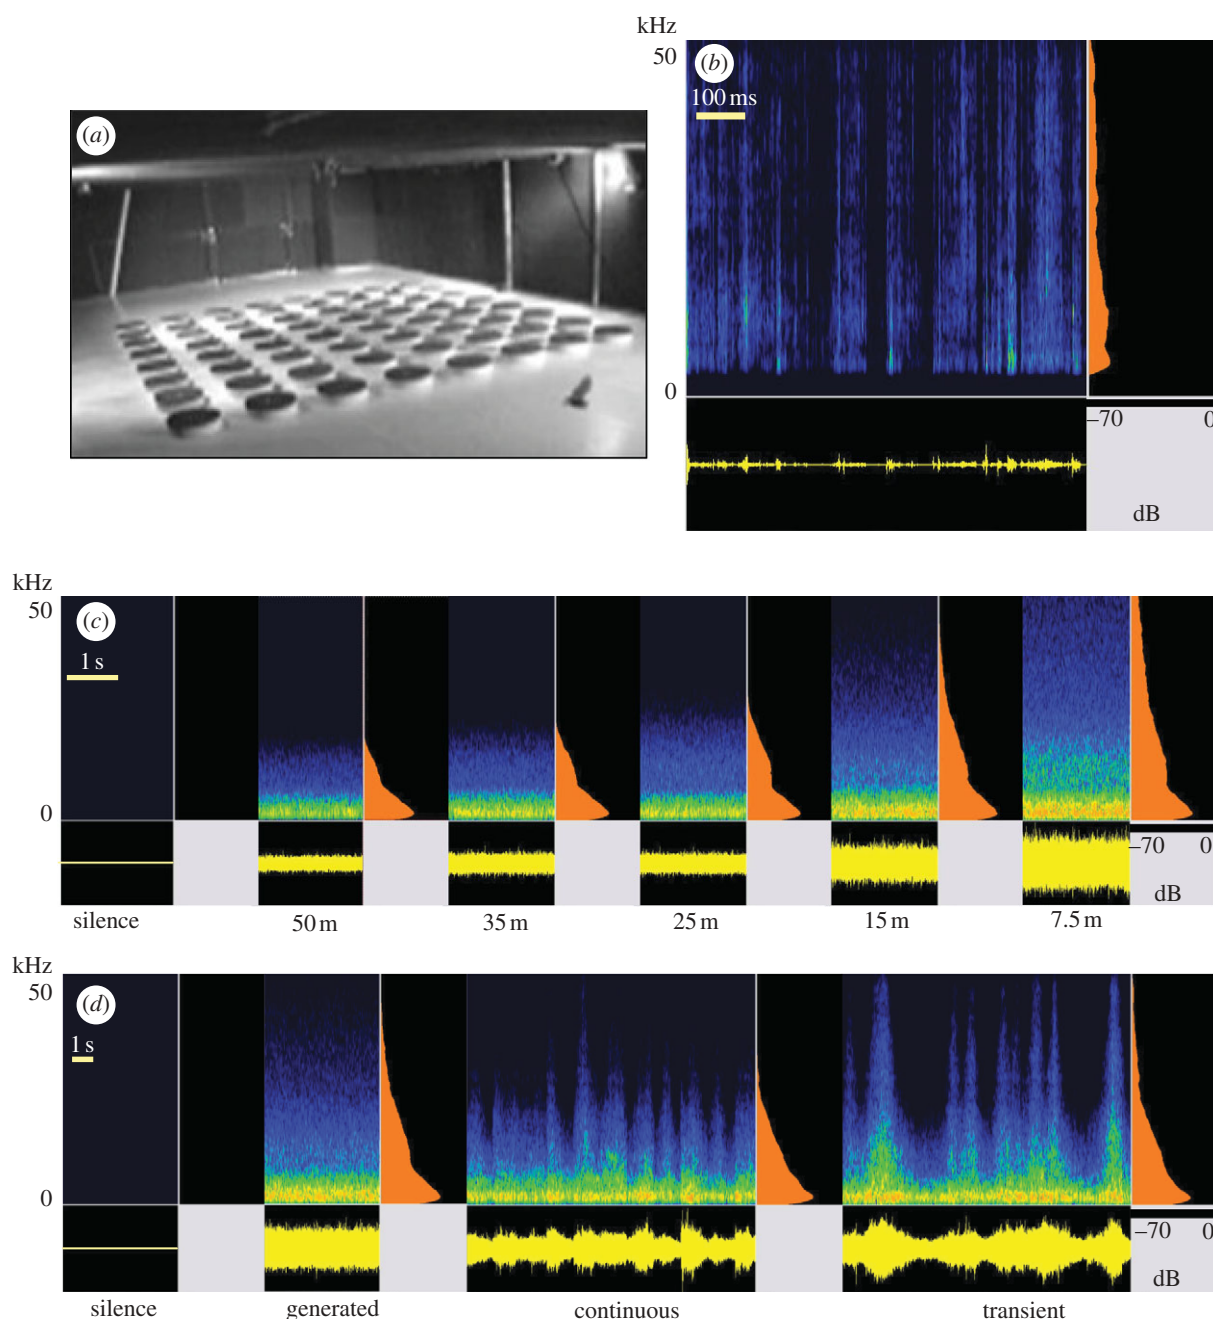 (a)
kHz
50
(b)
100 ms
0
–70 0
dB
kHz
50
(c)
1 s
0
–70 0
dB
silence 50 m 35 m 25 m 15 m 7.5 m
kHz
50
(d)
1 s
0
–70 0
dB
silence generated continuous transient